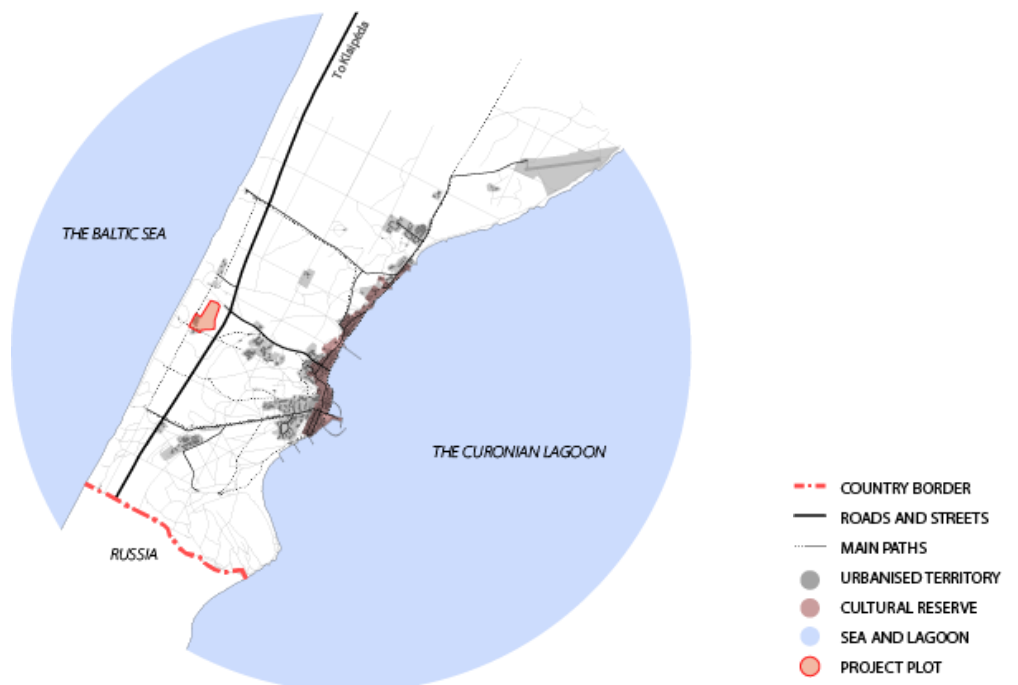 To Klaipėda
THE BALTIC SEA
THE CURONIAN LAGOON
RUSSIA
COUNTRY BORDER
ROADS AND STREETS
MAIN PATHS
URBANISED TERRITORY
CULTURAL RESERVE
SEA AND LAGOON
PROJECT PLOT